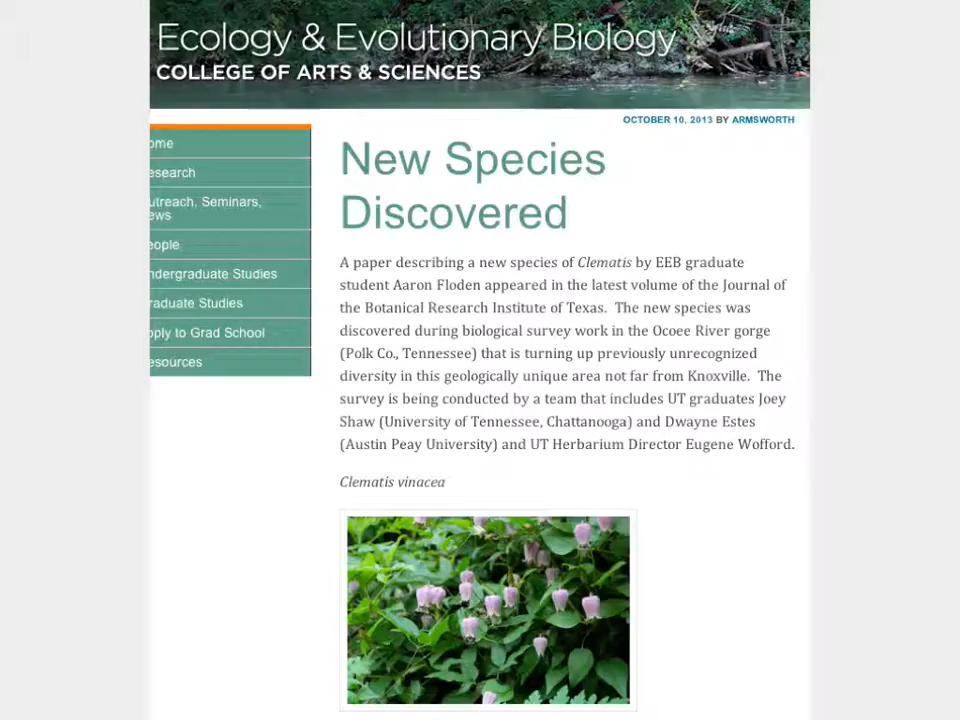 Ecology & Evolutionary Biology
COLLEGE OF ARTS & SCIENCES
OCTOBER 10, 2013 BY ARMSWORTH
ome
esearch
utreach, Seminars,
ews
eople
ndergraduate Studies
raduate Studies
pply to Grad School
esources
New Species
Discovered
A paper describing a new species of Clematis by EEB graduate
student Aaron Floden appeared in the latest volume of the Journal of
the Botanical Research Institute of Texas.  The new species was
discovered during biological survey work in the Ocoee River gorge
(Polk Co., Tennessee) that is turning up previously unrecognized
diversity in this geologically unique area not far from Knoxville.  The
survey is being conducted by a team that includes UT graduates Joey
Shaw (University of Tennessee, Chattanooga) and Dwayne Estes
(Austin Peay University) and UT Herbarium Director Eugene Wofford.
Clematis vinacea